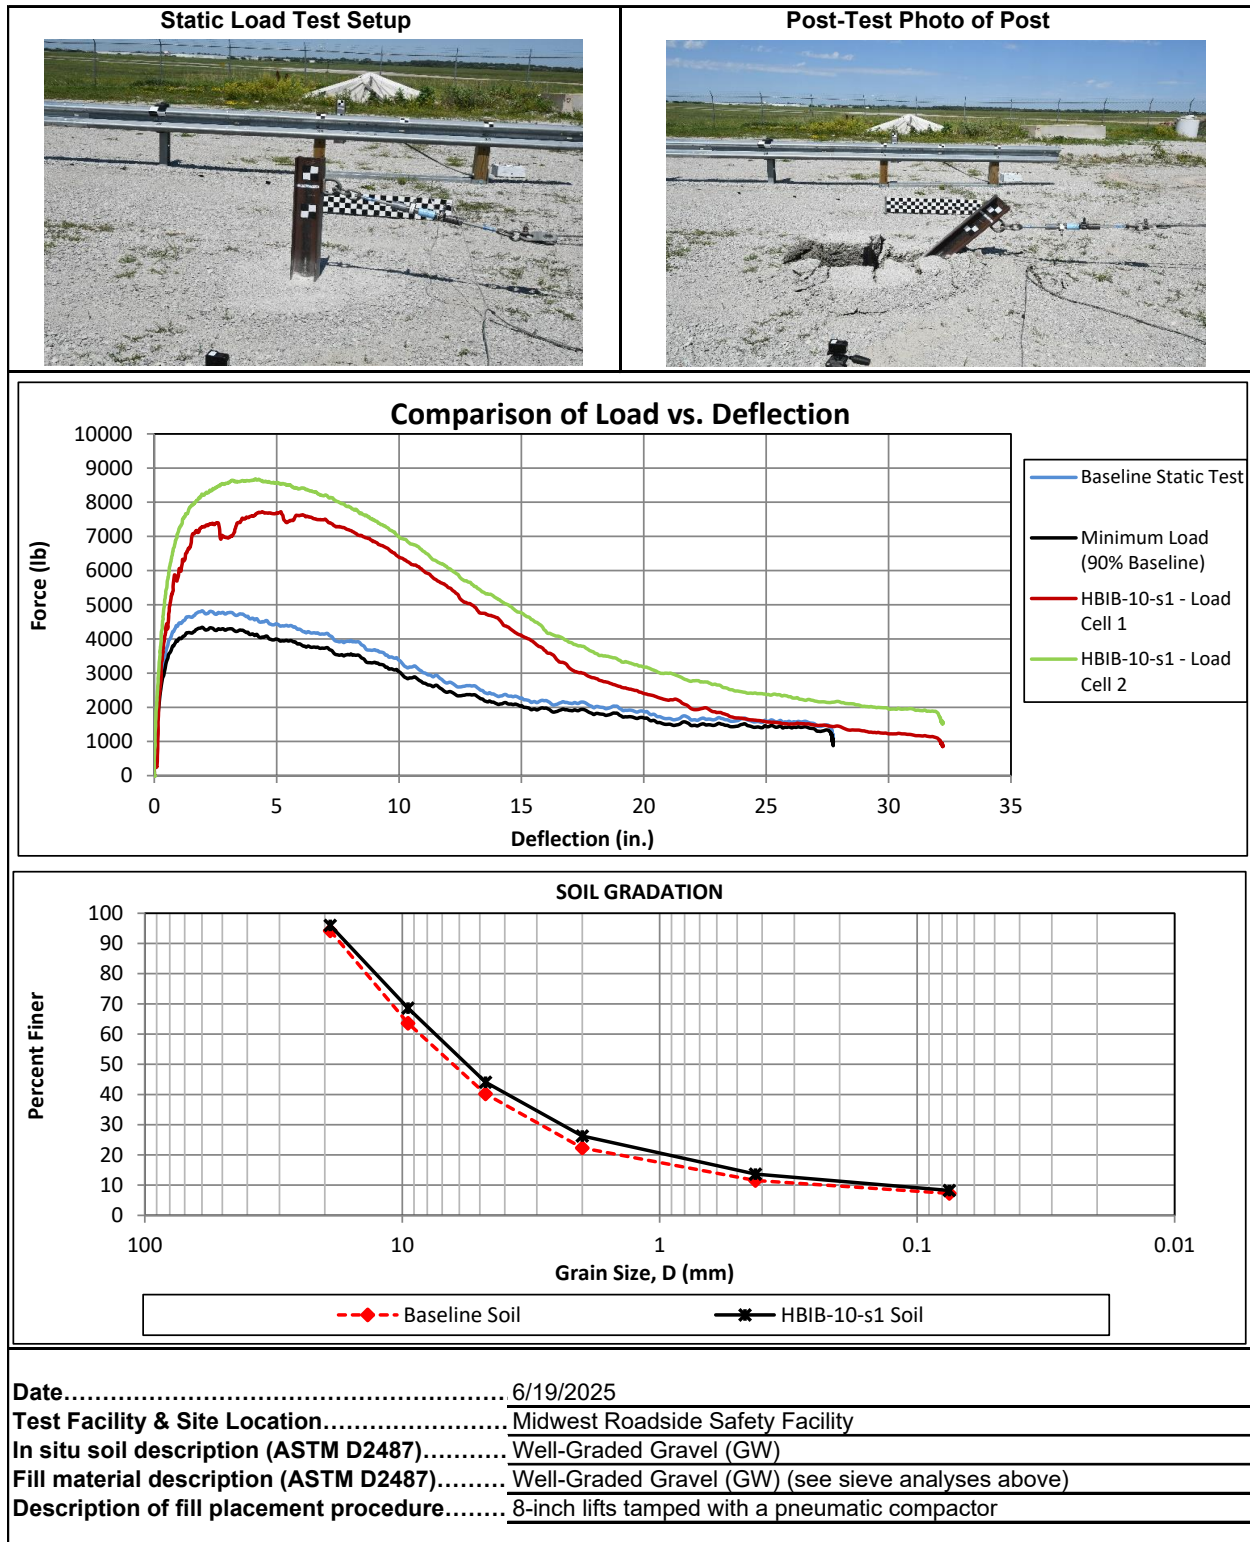 Static Load Test Setup
Post-Test Photo of Post
Comparison of Load vs. Deflection
10000
9000
8000
7000
6000
5000
4000
3000
2000
1000
0
Force (lb)
0 5 10 15 20 25 30 35
Deflection (in.)
Baseline Static Test
Minimum Load
(90% Baseline)
HBIB-10-s1 - Load
Cell 1
HBIB-10-s1 - Load
Cell 2
SOIL GRADATION
100
90
80
70
60
50
40
30
20
10
0
Percent Finer
100 10 1 0.1 0.01
Grain Size, D (mm)
Baseline Soil
HBIB-10-s1 Soil
Date……………………………………………… 6/19/2025
Test Facility & Site Location…………………… Midwest Roadside Safety Facility
In situ soil description (ASTM D2487)………… Well-Graded Gravel (GW)
Fill material description (ASTM D2487)……… Well-Graded Gravel (GW) (see sieve analyses above)
Description of fill placement procedure……… 8-inch lifts tamped with a pneumatic compactor